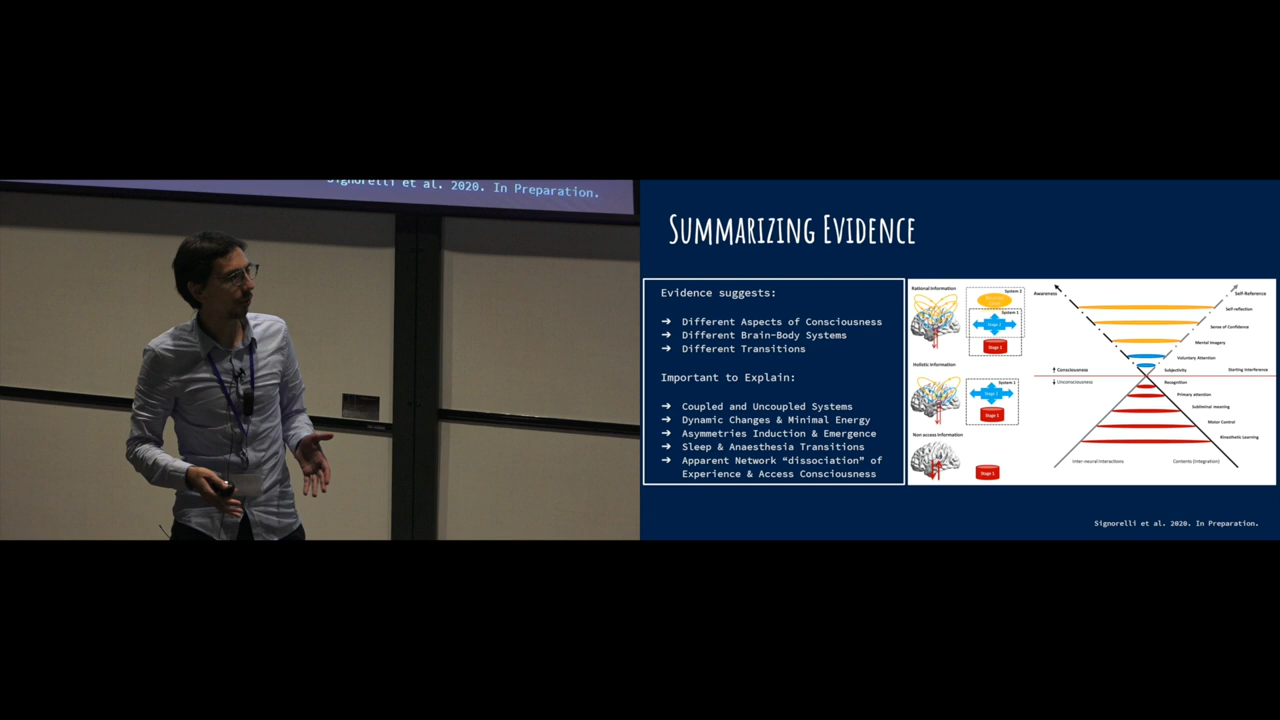 Signorelli et al. 2020. In Preparation.
SUMMARIZING EVIDENCE
Evidence suggests:
➔ Different Aspects of Consciousness
➔ Different Brain-Body Systems
➔ Different Transitions
Important to Explain:
➔ Coupled and Uncoupled Systems
➔ Dynamic Changes & Minimal Energy
➔ Asymmetries Induction & Emergence
➔ Sleep & Anaesthesia Transitions
➔ Apparent Network “dissociation” of
Experience & Access Consciousness
Rational Information
System 2
System 1
Stage 2
Stage 1
Holistic Information
System 1
Stage 2
Stage 1
Non access Information
Stage 1
Awareness
Self-Reference
Self-reflection
Sense of Confidence
Mental Imagery
Voluntary Attention
Consciousness
Subjectivity
Starting Interference
Unconsciousness
Recognition
Primary attention
Subliminal meaning
Motor Control
Kinesthetic Learning
Inter-neural Interactions
Contents (Integration)
Signorelli et al. 2020. In Preparation.